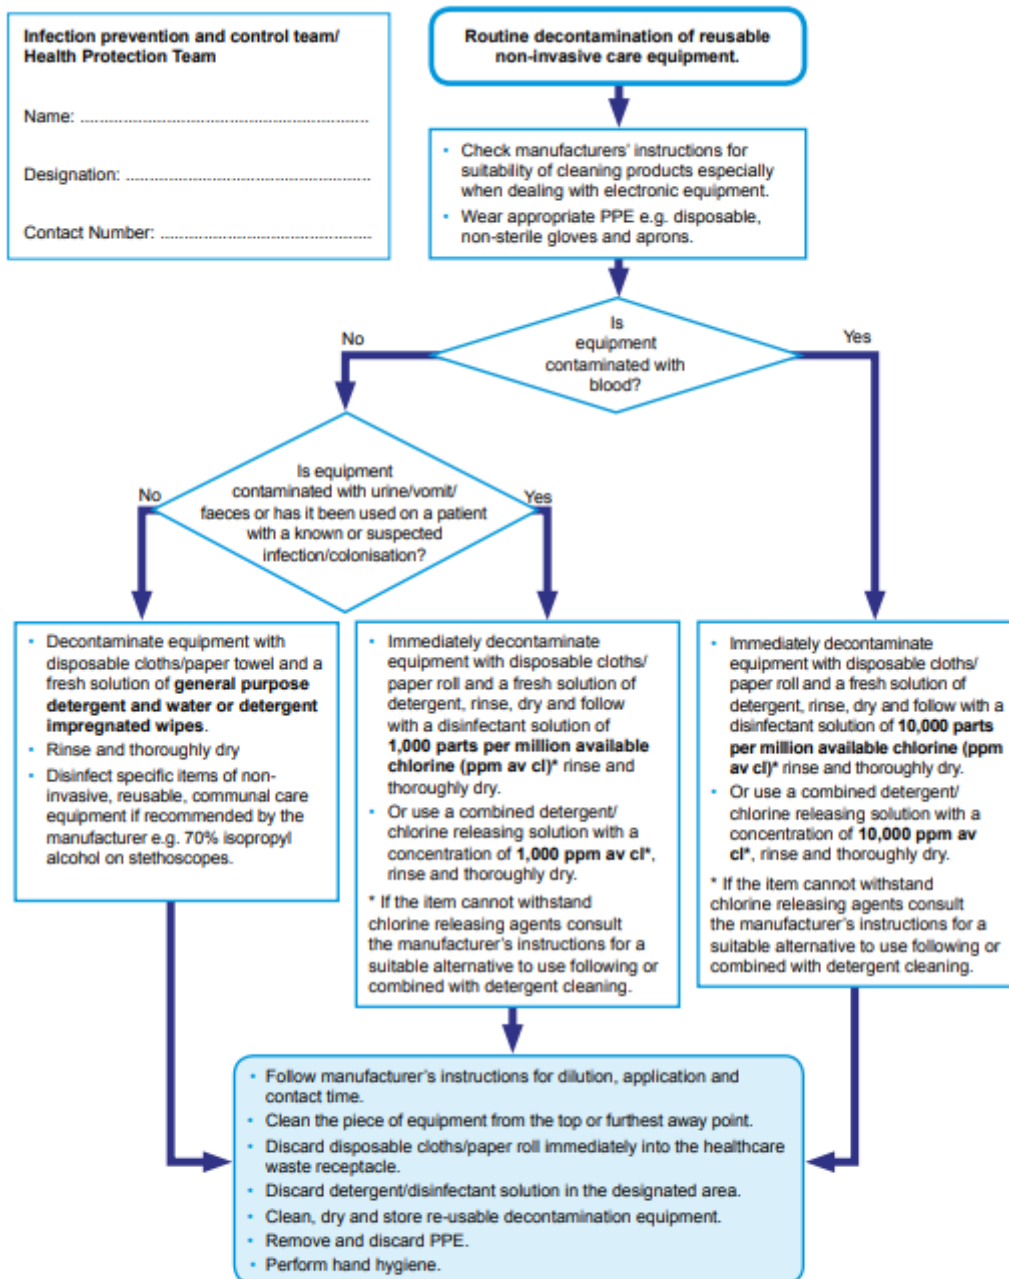 Infection prevention and control team/
Health Protection Team
Name: ................................................................
Designation: ......................................................
Contact Number: ..............................................
Routine decontamination of reusable
non-invasive care equipment.
• Check manufacturers' instructions for
suitability of cleaning products especially
when dealing with electronic equipment.
• Wear appropriate PPE e.g. disposable,
non-sterile gloves and aprons.
Is
equipment
contaminated with
blood?
No
Yes
Is equipment
contaminated with urine/vomit/
faeces or has it been used on a patient
with a known or suspected
infection/colonisation?
No
Yes
• Decontaminate equipment with
disposable cloths/paper towel and a
fresh solution of general purpose
detergent and water or detergent
impregnated wipes.
• Rinse and thoroughly dry
• Disinfect specific items of non-
invasive, reusable, communal care
equipment if recommended by the
manufacturer e.g. 70% isopropyl
alcohol on stethoscopes.
• Immediately decontaminate
equipment with disposable cloths/
paper roll and a fresh solution of
detergent, rinse, dry and follow
with a disinfectant solution of
1,000 parts per million available
chlorine (ppm av cl)* rinse and
thoroughly dry.
• Or use a combined detergent/
chlorine releasing solution with a
concentration of 1,000 ppm av cl*,
rinse and thoroughly dry.
* If the item cannot withstand
chlorine releasing agents consult
the manufacturer's instructions for a
suitable alternative to use following or
combined with detergent cleaning.
• Immediately decontaminate
equipment with disposable cloths/
paper roll and a fresh solution of
detergent, rinse, dry and follow with a
disinfectant solution of 10,000 parts
per million available chlorine (ppm
av cl)* rinse and thoroughly dry.
• Or use a combined detergent/
chlorine releasing solution with a
concentration of 10,000 ppm av
cl*, rinse and thoroughly dry.
* If the item cannot withstand
chlorine releasing agents consult
the manufacturer's instructions for a
suitable alternative to use following or
combined with detergent cleaning.
• Follow manufacturer's instructions for dilution, application and
contact time.
• Clean the piece of equipment from the top or furthest away point.
• Discard disposable cloths/paper roll immediately into the healthcare
waste receptacle.
• Discard detergent/disinfectant solution in the designated area.
• Clean, dry and store re-usable decontamination equipment.
• Remove and discard PPE.
• Perform hand hygiene.